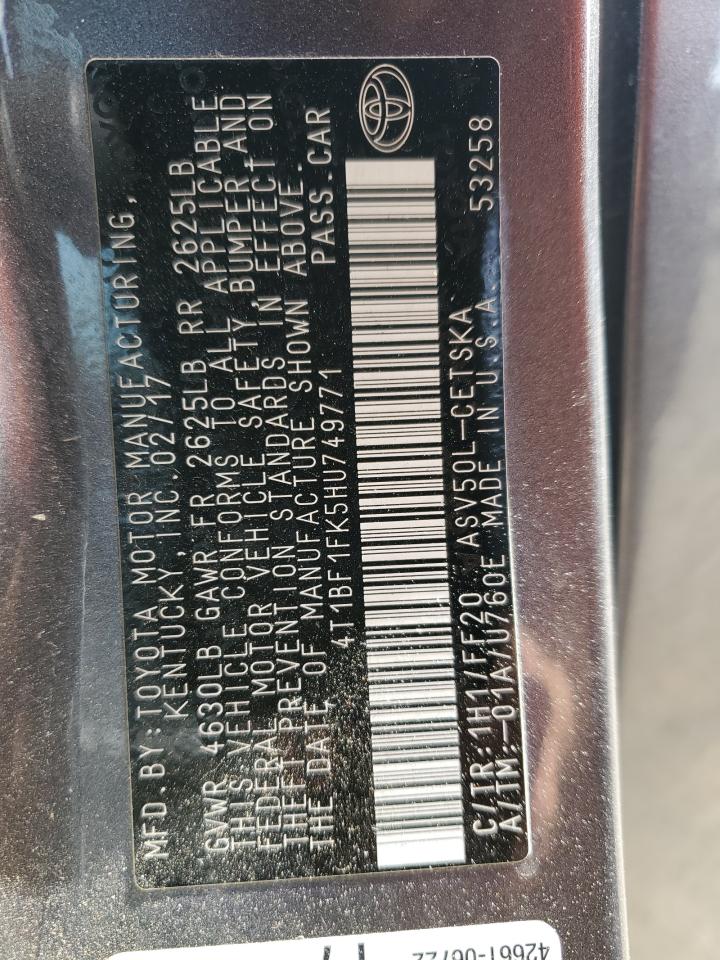 MFD.BY:TOYOTA MOTOR MANUFACTURING,
KENTUCKY, INC.02/17
GVWR 4630LB GAWR FR 2625LB RR 2625LB
THIS VEHICLE CONFORMS TO ALL APPLICABLE
FEDERAL MOTOR VEHICLE SAFETY,BUMPER,AND
THEFT PREVENTION STANDARDS IN EFFECT ON
THE DATE OF MANUFACTURE SHOWN ABOVE.
4T1BF1FK5HU749771 PASS.CAR
C/TR:1H1/FF20 ASV50L-CETSKA 53258
A/TM:-01A/U760E MADE IN U.S.A.